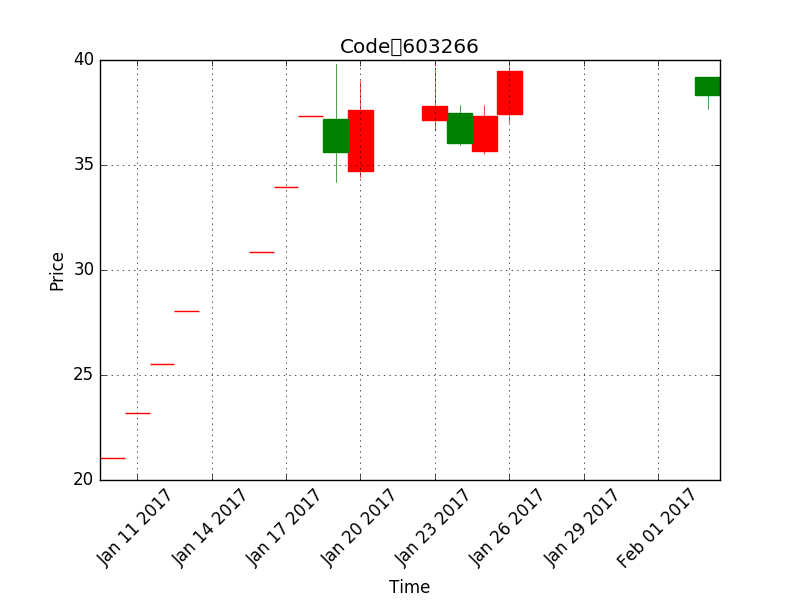 Code▯603266
40
35
30
25
20
Price
Jan 11 2017
Jan 14 2017
Jan 17 2017
Jan 20 2017
Jan 23 2017
Jan 26 2017
Jan 29 2017
Feb 01 2017
Time